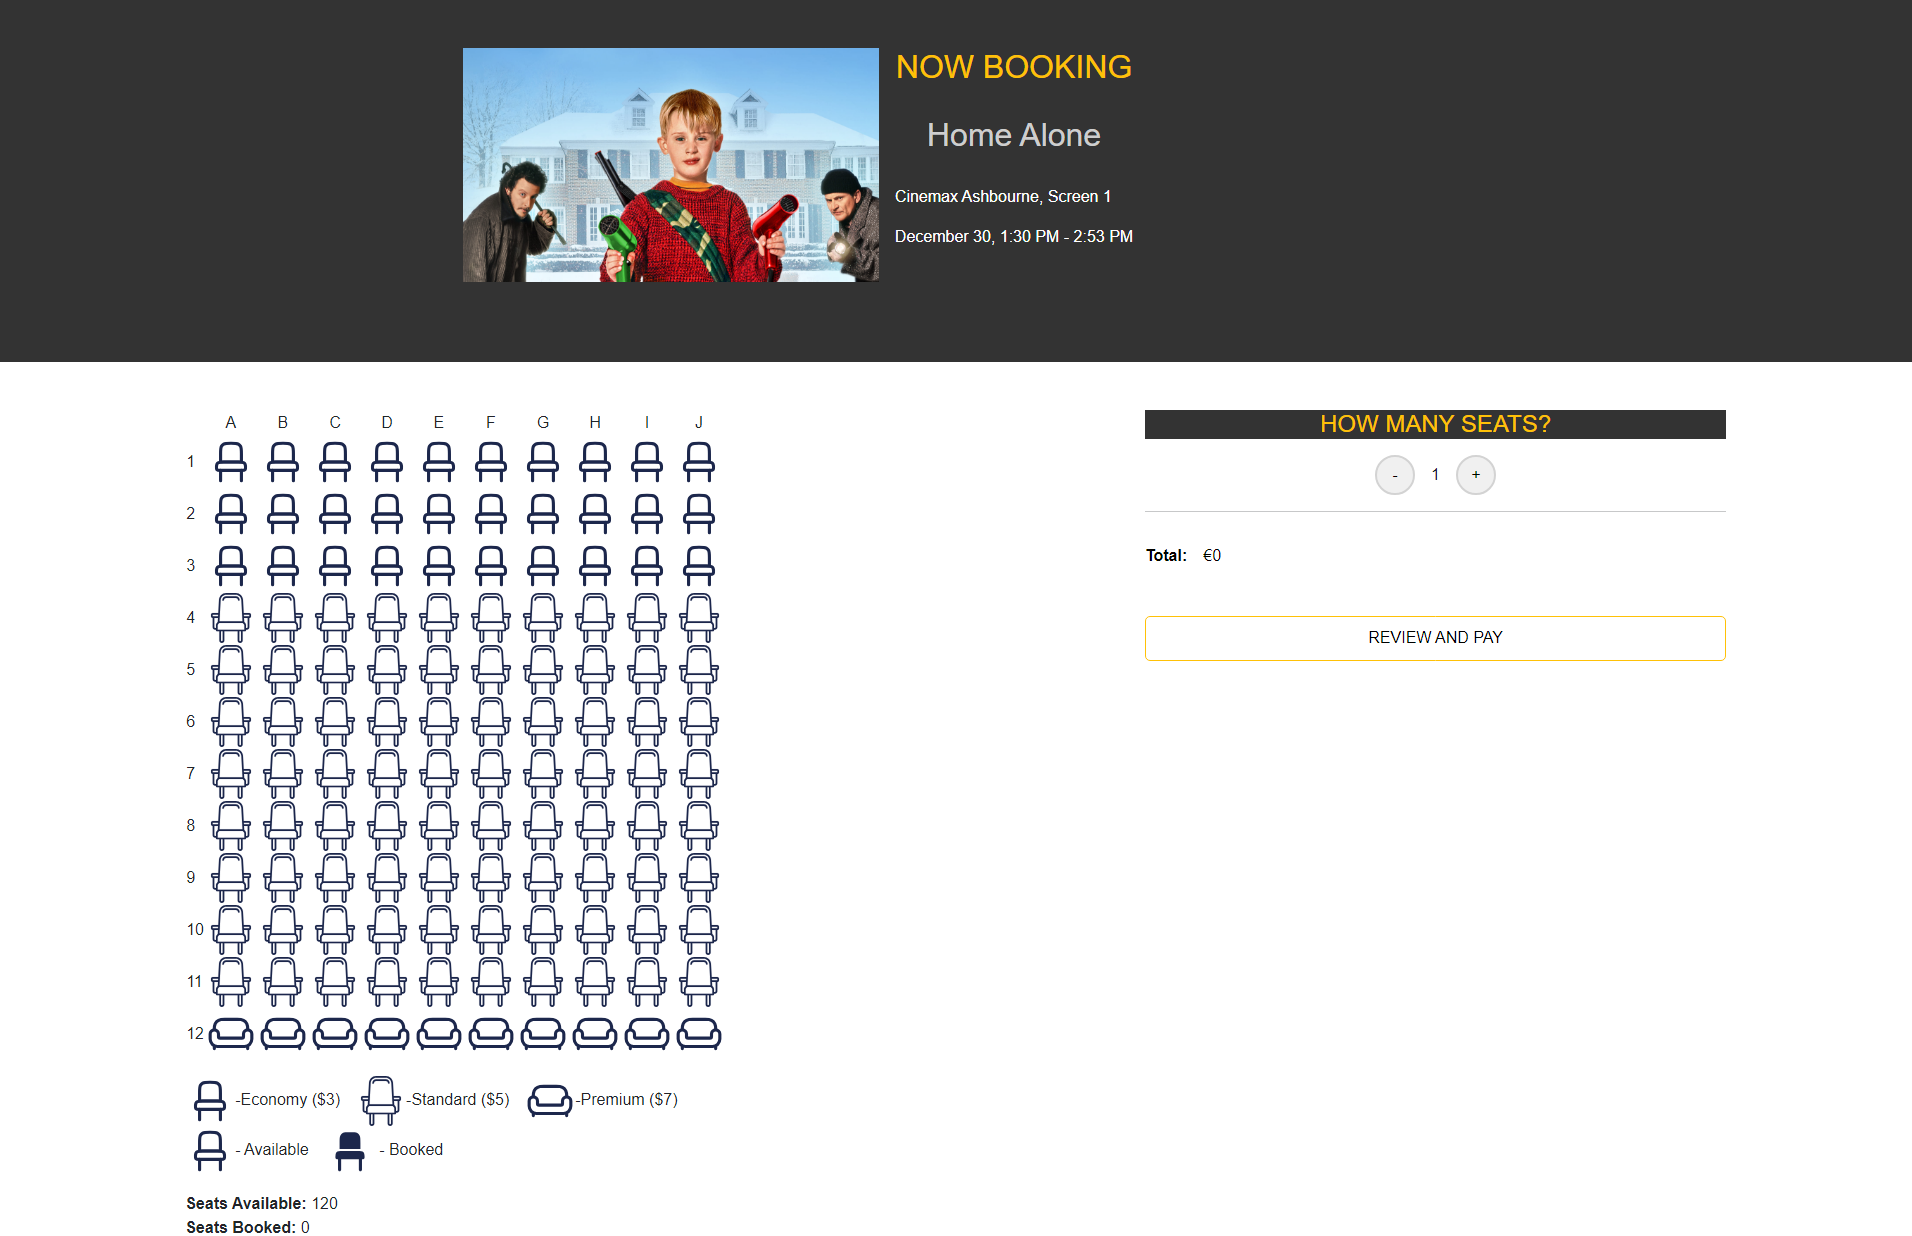 NOW BOOKING
Home Alone
Cinemax Ashbourne, Screen 1
December 30, 1:30 PM - 2:53 PM
A B C D E F G H I J
1
2
3
4
5
6
7
8
9
10
11
12
-Economy ($3) -Standard ($5) -Premium ($7)
- Available - Booked
Seats Available: 120
Seats Booked: 0
HOW MANY SEATS?
- 1 +
Total: €0
REVIEW AND PAY